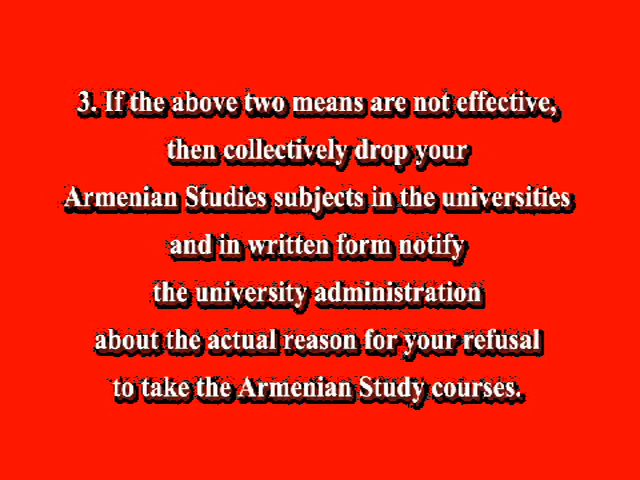 3. If the above two means are not effective,
then collectively drop your
Armenian Studies subjects in the universities
and in written form notify
the university administration
about the actual reason for your refusal
to take the Armenian Study courses.